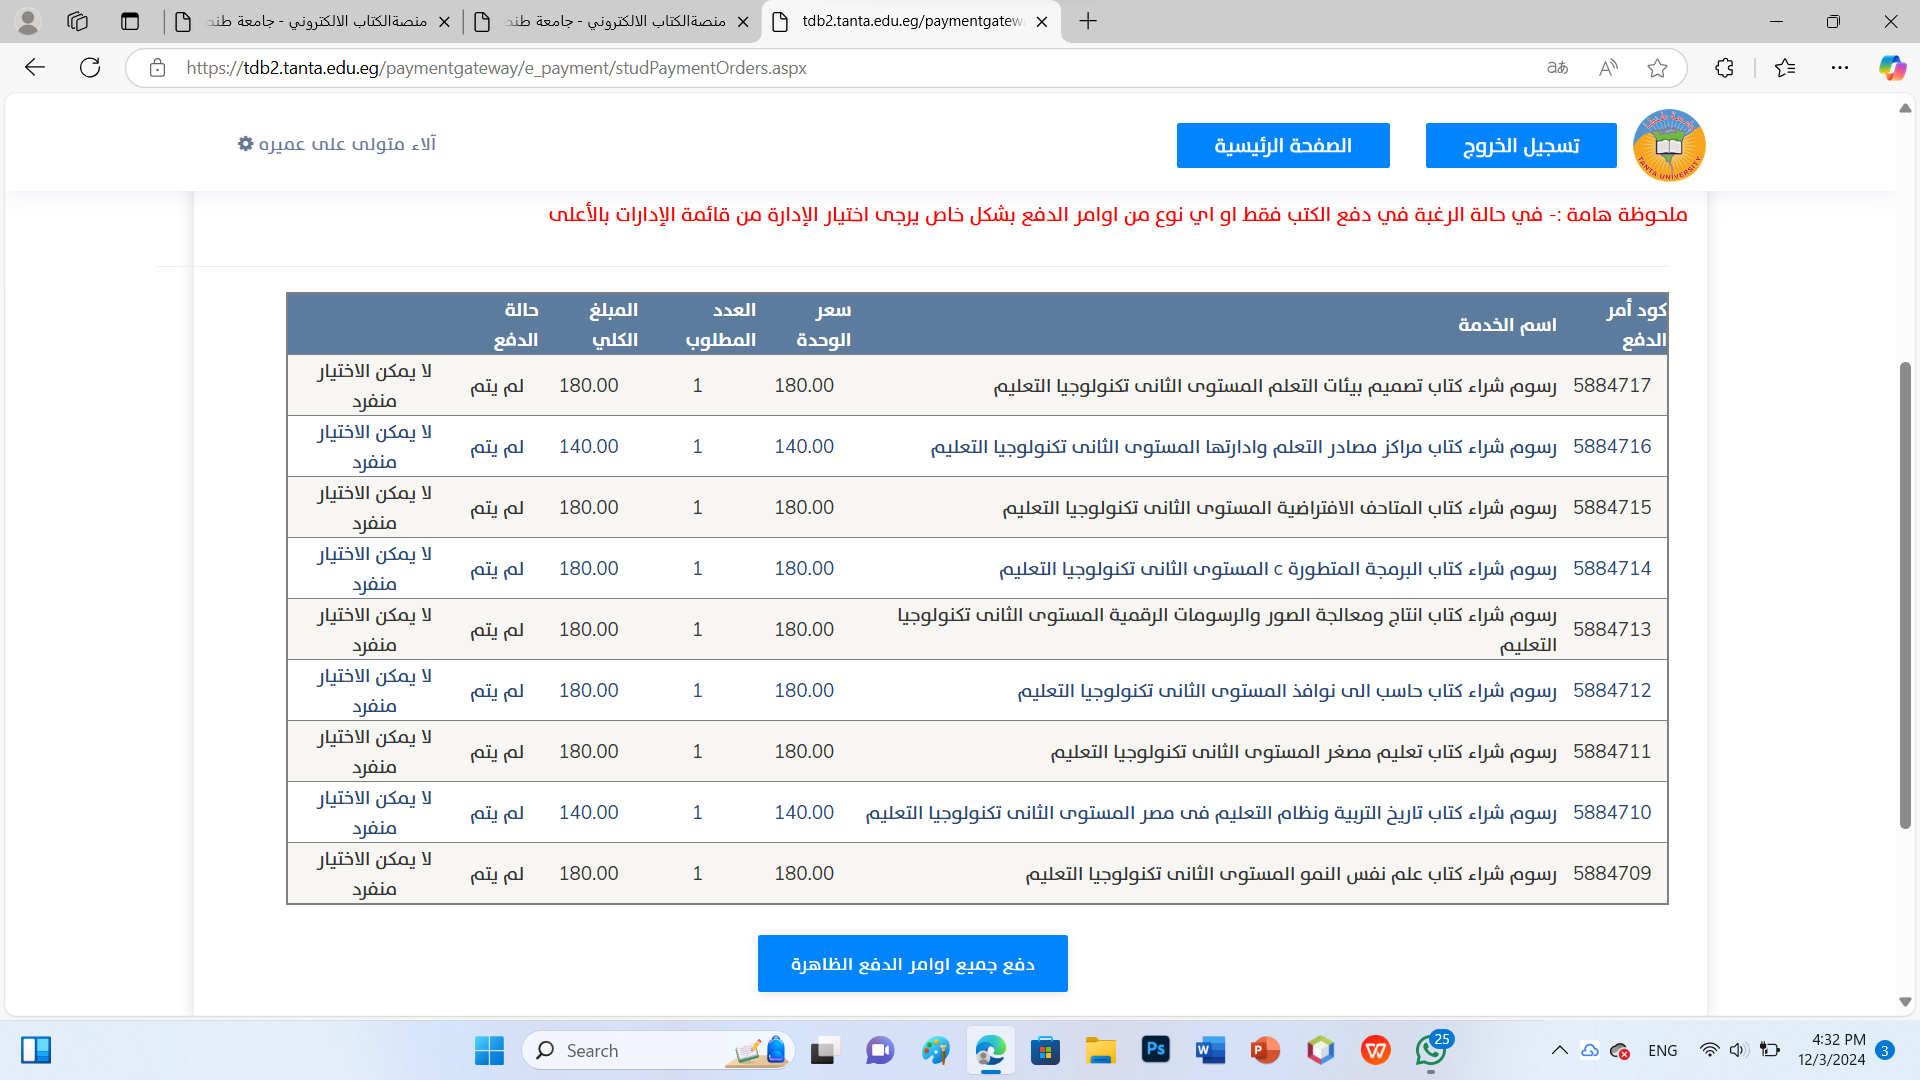 منصةالكتاب الالكتروني - جامعة طنط
منصةالكتاب الالكتروني - جامعة طنط
tdb2.tanta.edu.eg/paymentgatew
https://tdb2.tanta.edu.eg/paymentgateway/e_payment/studPaymentOrders.aspx
TANTA UNIVERSITY
تسجيل الخروج
الصفحة الرئيسية
آلاء متولى على عميره
ملحوظة هامة :- في حالة الرغبة في دفع الكتب فقط او اي نوع من اوامر الدفع بشكل خاص يرجى اختيار الإدارة من قائمة الإدارات بالأعلى
كود أمر الدفع اسم الخدمة سعر الوحدة العدد المطلوب المبلغ الكلي حالة الدفع
5884717 رسوم شراء كتاب تصميم بيئات التعلم المستوى الثانى تكنولوجيا التعليم 180.00 1 180.00 لم يتم لا يمكن الاختيار منفرد
5884716 رسوم شراء كتاب مراكز مصادر التعلم وادارتها المستوى الثانى تكنولوجيا التعليم 140.00 1 140.00 لم يتم لا يمكن الاختيار منفرد
5884715 رسوم شراء كتاب المتاحف الافتراضية المستوى الثانى تكنولوجيا التعليم 180.00 1 180.00 لم يتم لا يمكن الاختيار منفرد
5884714 رسوم شراء كتاب البرمجة المتطورة c المستوى الثانى تكنولوجيا التعليم 180.00 1 180.00 لم يتم لا يمكن الاختيار منفرد
5884713 رسوم شراء كتاب انتاج ومعالجة الصور والرسومات الرقمية المستوى الثانى تكنولوجيا التعليم 180.00 1 180.00 لم يتم لا يمكن الاختيار منفرد
5884712 رسوم شراء كتاب حاسب الى نوافذ المستوى الثانى تكنولوجيا التعليم 180.00 1 180.00 لم يتم لا يمكن الاختيار منفرد
5884711 رسوم شراء كتاب تعليم مصغر المستوى الثانى تكنولوجيا التعليم 180.00 1 180.00 لم يتم لا يمكن الاختيار منفرد
5884710 رسوم شراء كتاب تاريخ التربية ونظام التعليم فى مصر المستوى الثانى تكنولوجيا التعليم 140.00 1 140.00 لم يتم لا يمكن الاختيار منفرد
5884709 رسوم شراء كتاب علم نفس النمو المستوى الثانى تكنولوجيا التعليم 180.00 1 180.00 لم يتم لا يمكن الاختيار منفرد
دفع جميع اوامر الدفع الظاهرة
Search
Ps
W
P
25
ENG
4:32 PM
12/3/2024
3